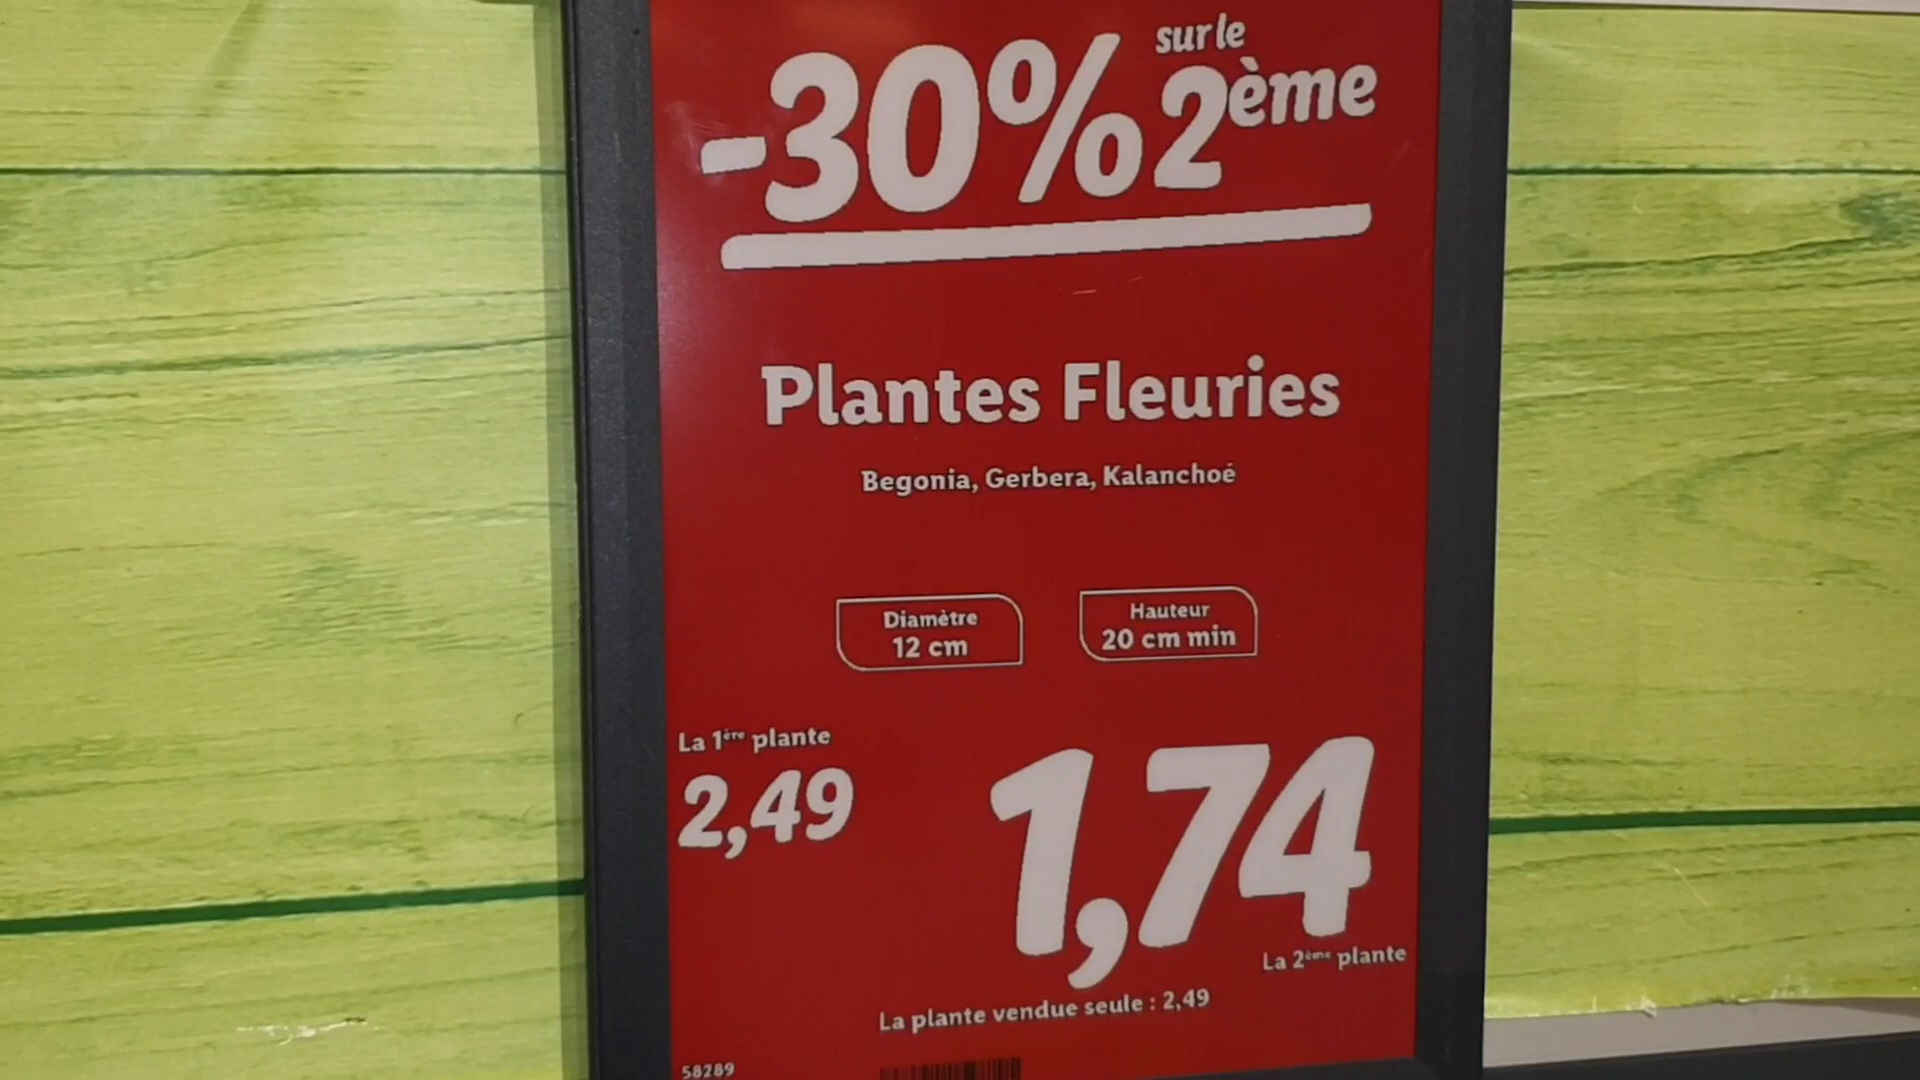 -30% sur le 2ème
Plantes Fleuries
Begonia, Gerbera, Kalanchoé
Diamètre
12 cm
Hauteur
20 cm min
La 1ère plante
2,49
1,74
La 2ème plante
La plante vendue seule : 2,49
58289